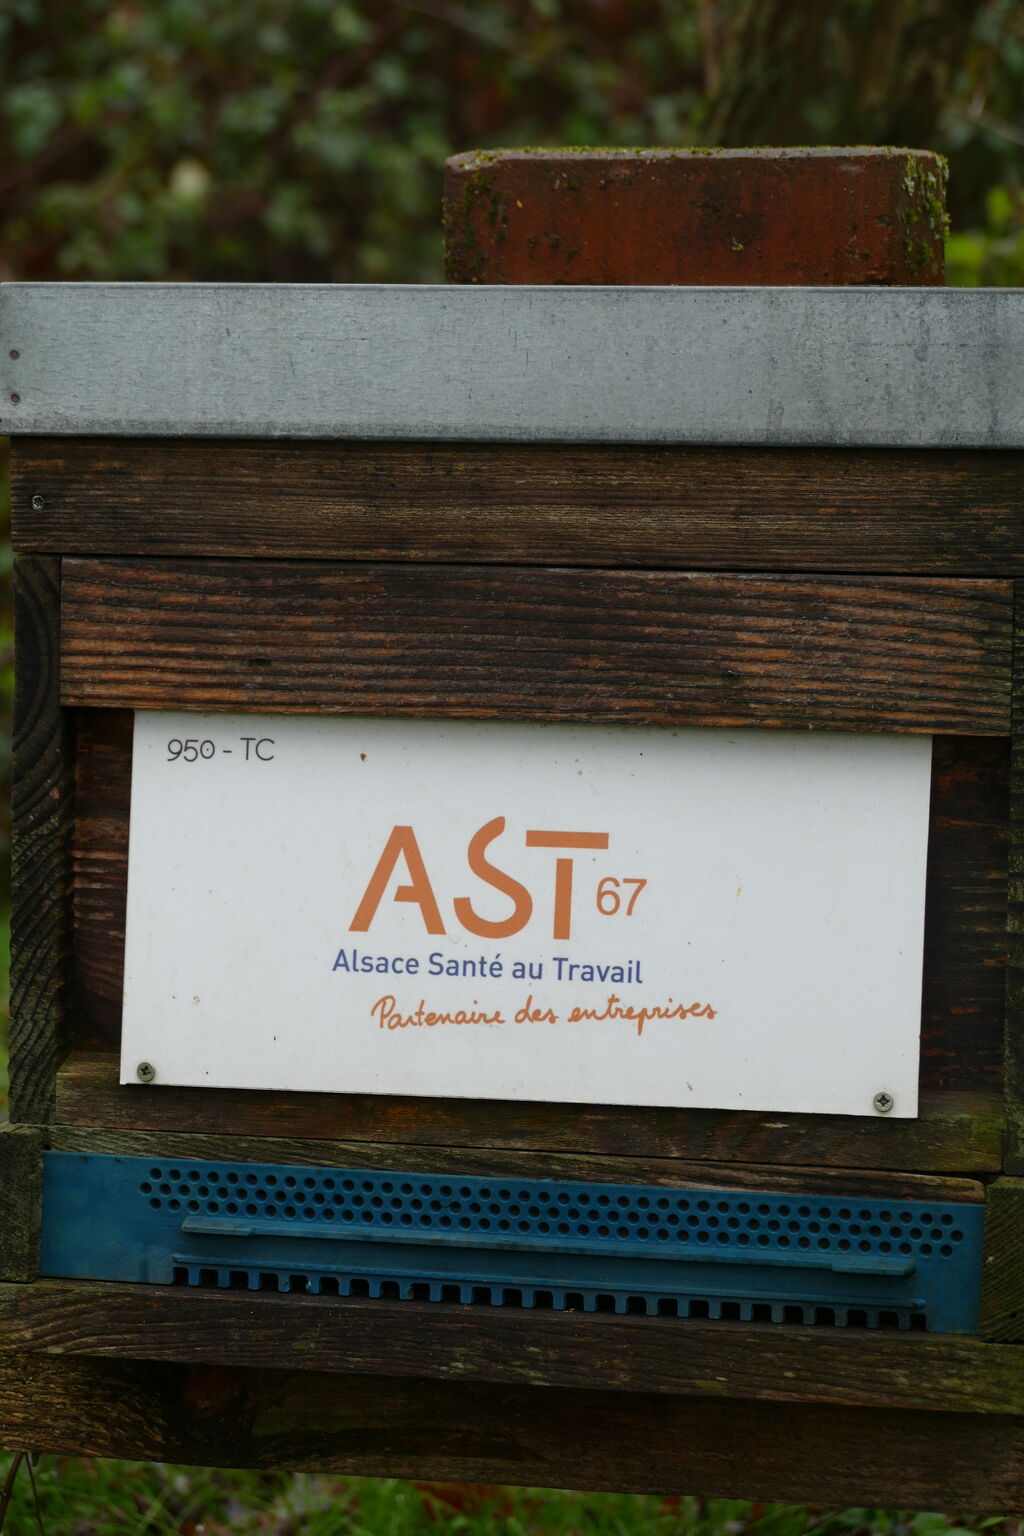 950 - TC
AST 67
Alsace Santé au Travail
Partenaire des entreprises